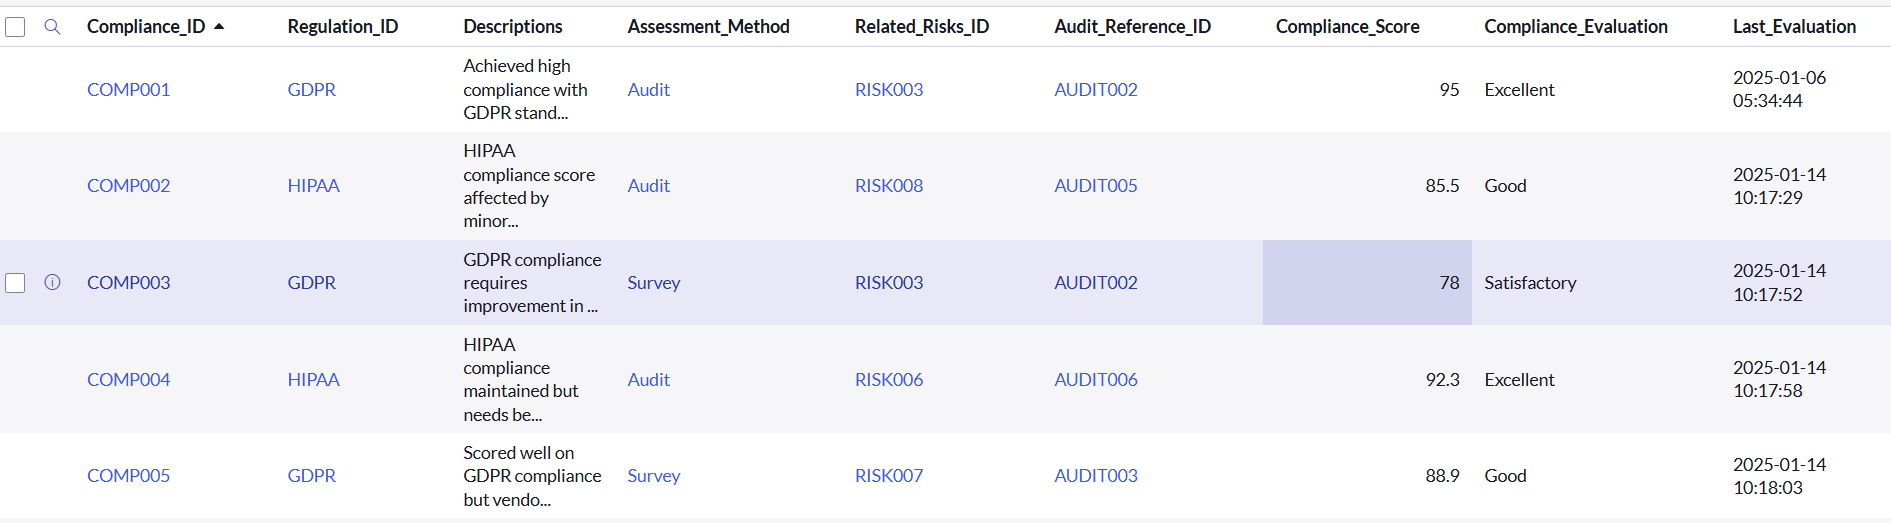 Compliance_ID Regulation_ID Descriptions Assessment_Method Related_Risks_ID Audit_Reference_ID Compliance_Score Compliance_Evaluation Last_Evaluation
COMP001 GDPR Achieved high compliance with GDPR stand... Audit RISK003 AUDIT002 95 Excellent 2025-01-06 05:34:44
COMP002 HIPAA HIPAA compliance score affected by minor... Audit RISK008 AUDIT005 85.5 Good 2025-01-14 10:17:29
COMP003 GDPR GDPR compliance requires improvement in ... Survey RISK003 AUDIT002 78 Satisfactory 2025-01-14 10:17:52
COMP004 HIPAA HIPAA compliance maintained but needs be... Audit RISK006 AUDIT006 92.3 Excellent 2025-01-14 10:17:58
COMP005 GDPR Scored well on GDPR compliance but vendo... Survey RISK007 AUDIT003 88.9 Good 2025-01-14 10:18:03